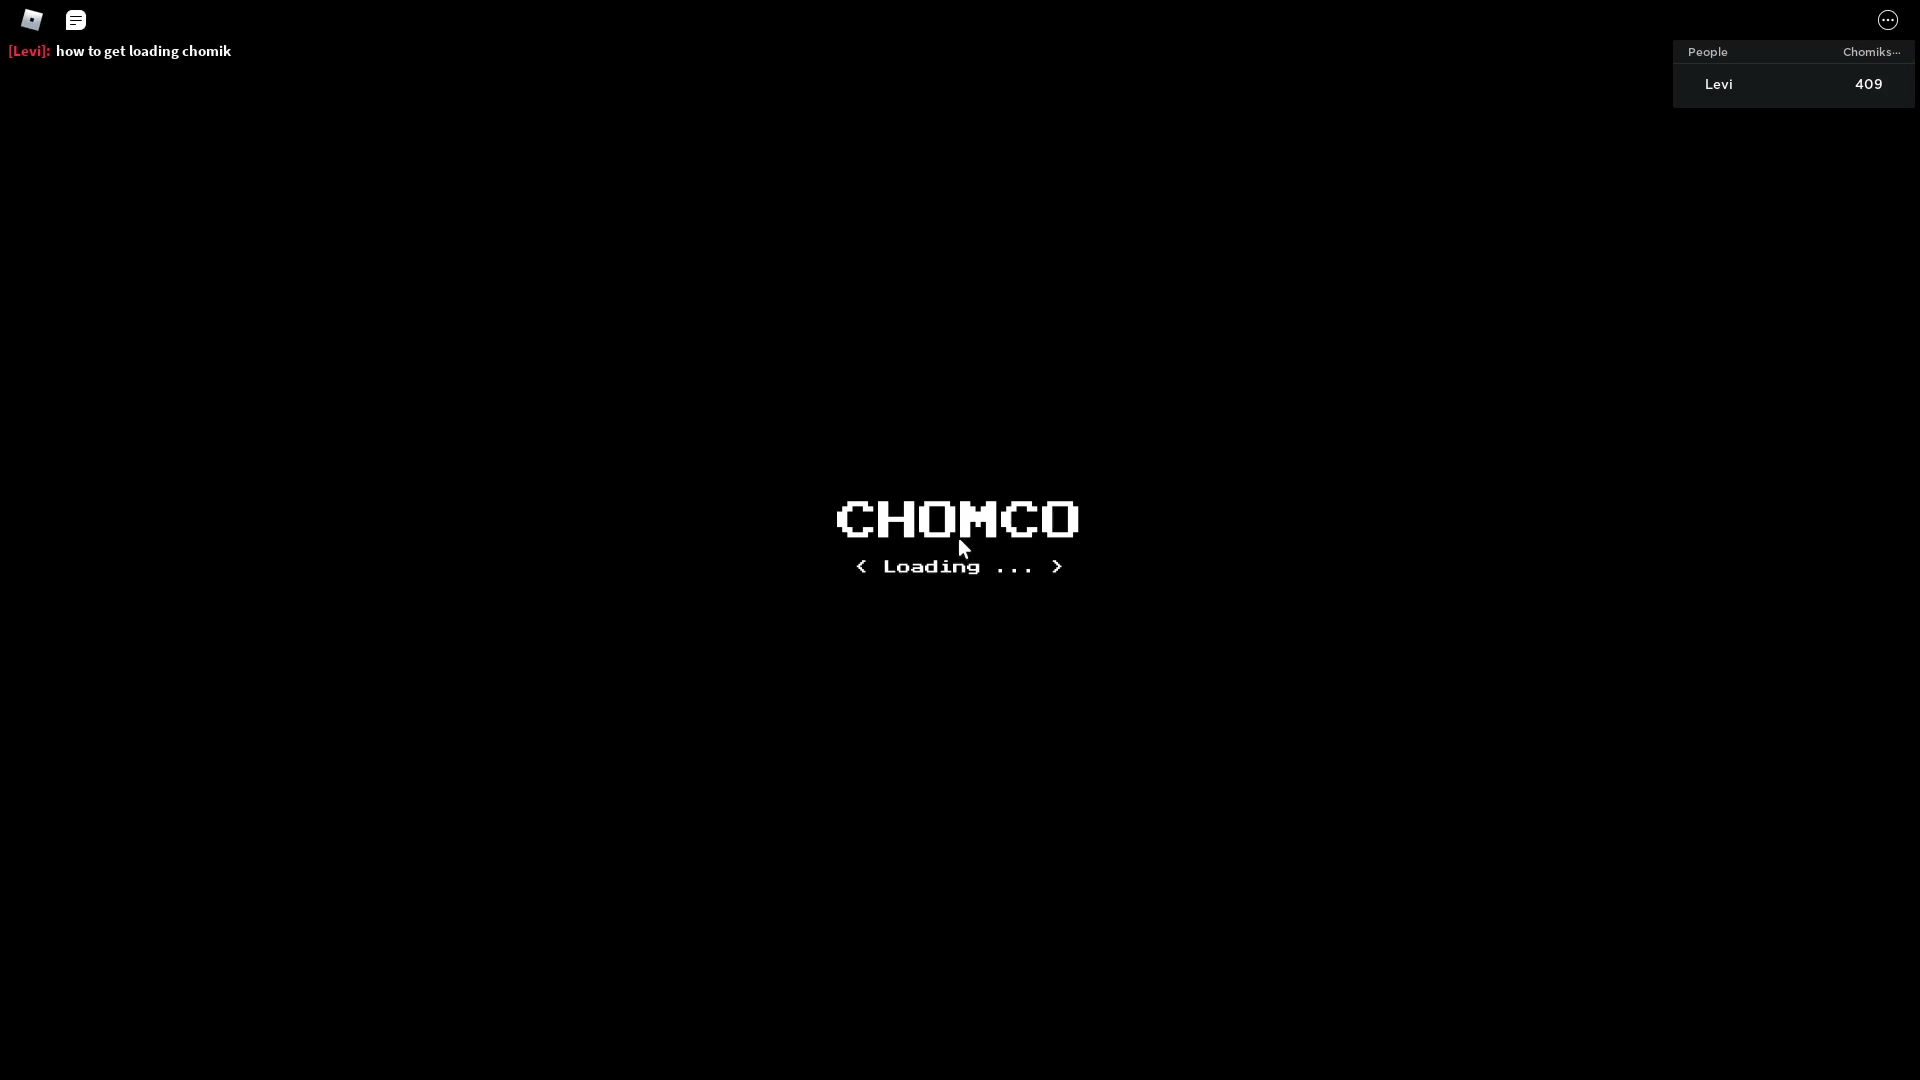 [Levi]: how to get loading chomik
People Chomiks...
Levi 409
CHOMCO
< Loading ... >